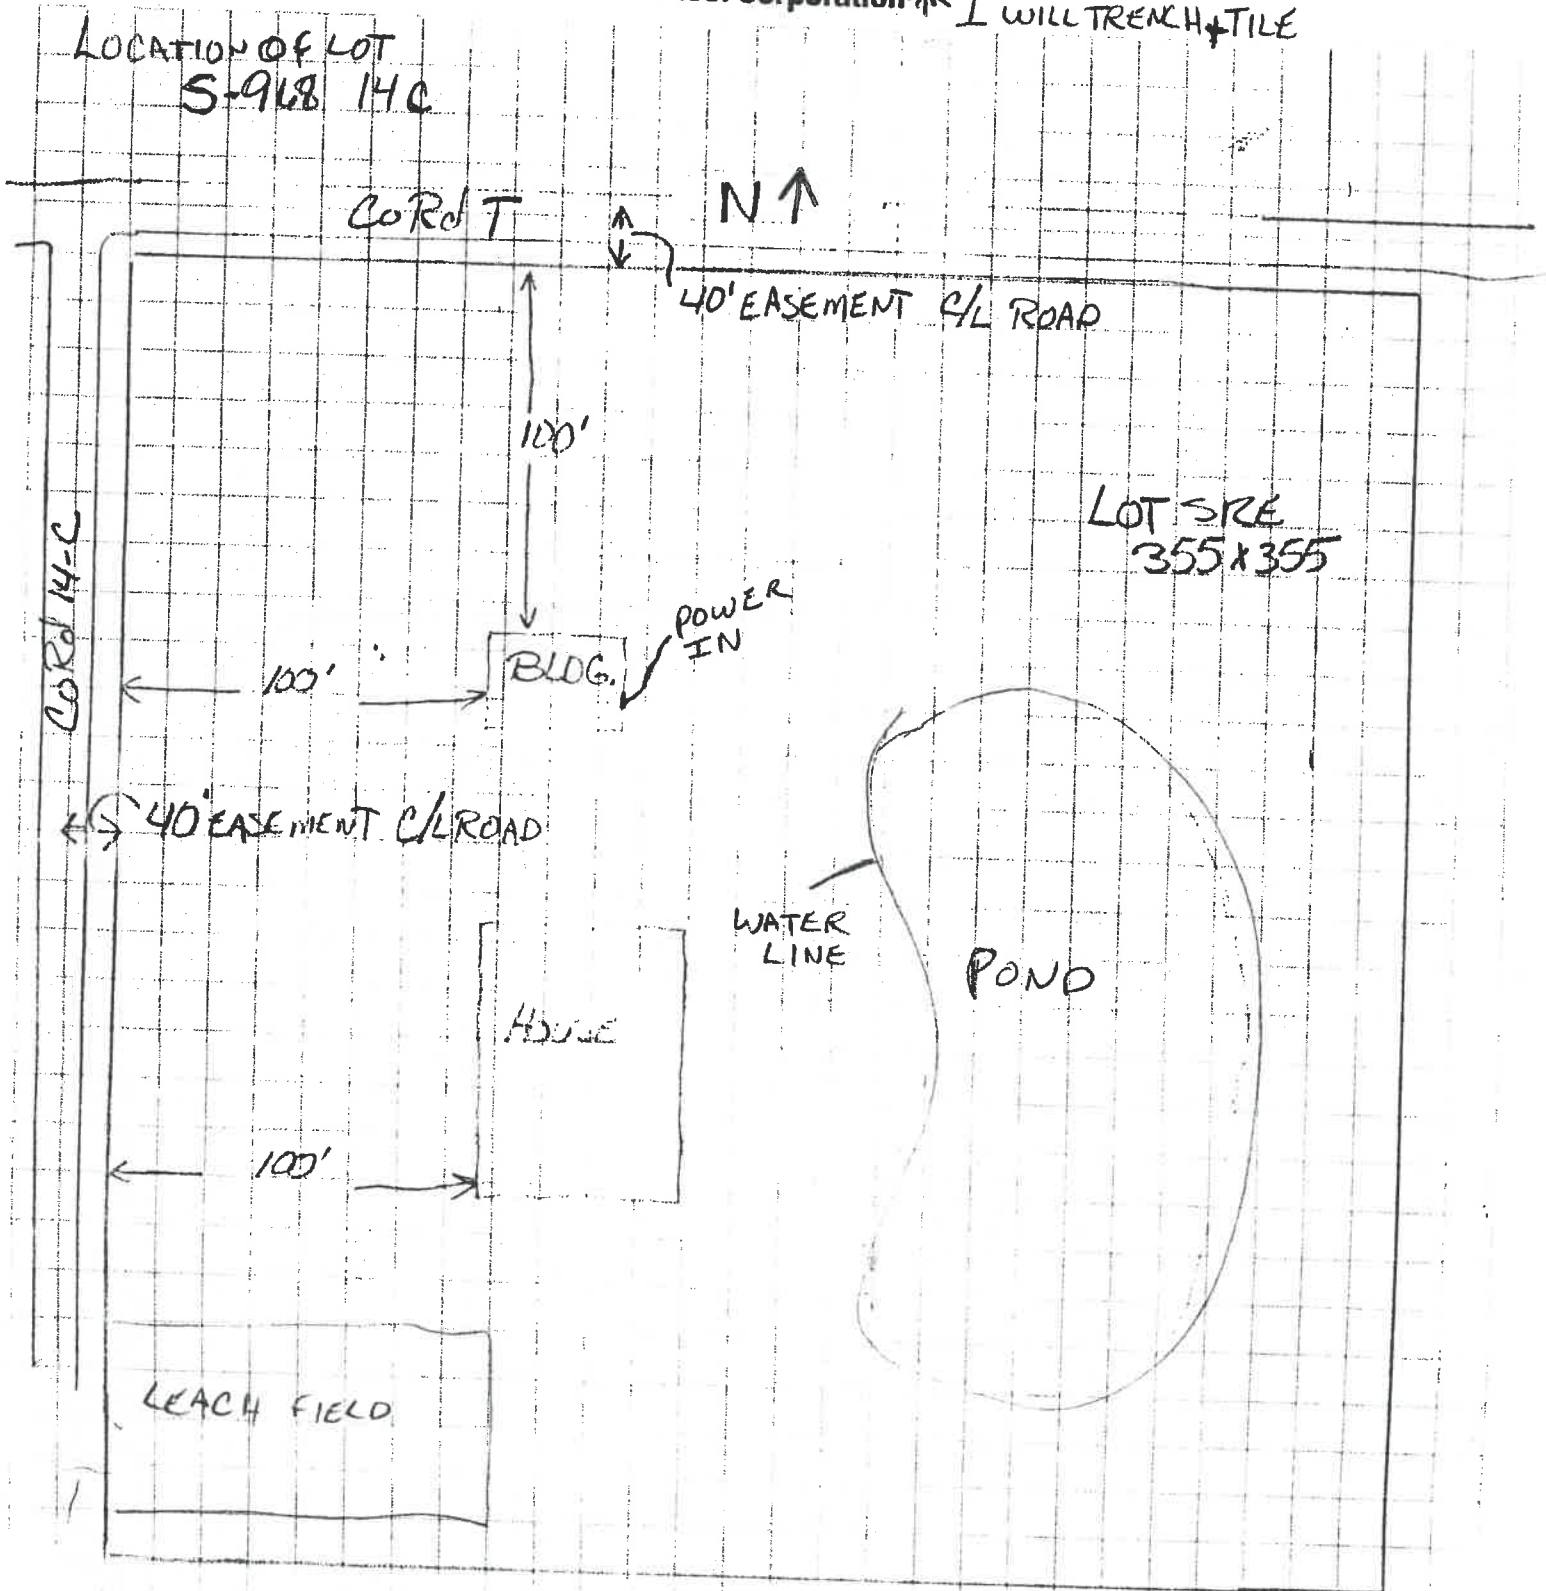 Corporation
I WILL TRENCH & TILE
LOCATION OF LOT
S-968 14C
CoRd T
N
40' EASEMENT C/L ROAD
100'
LOT SIZE
355 X 355
CoRd 14-C
POWER
IN
BLDG.
100'
40' EASEMENT C/L ROAD
WATER
LINE
POND
HOUSE
100'
LEACH FIELD